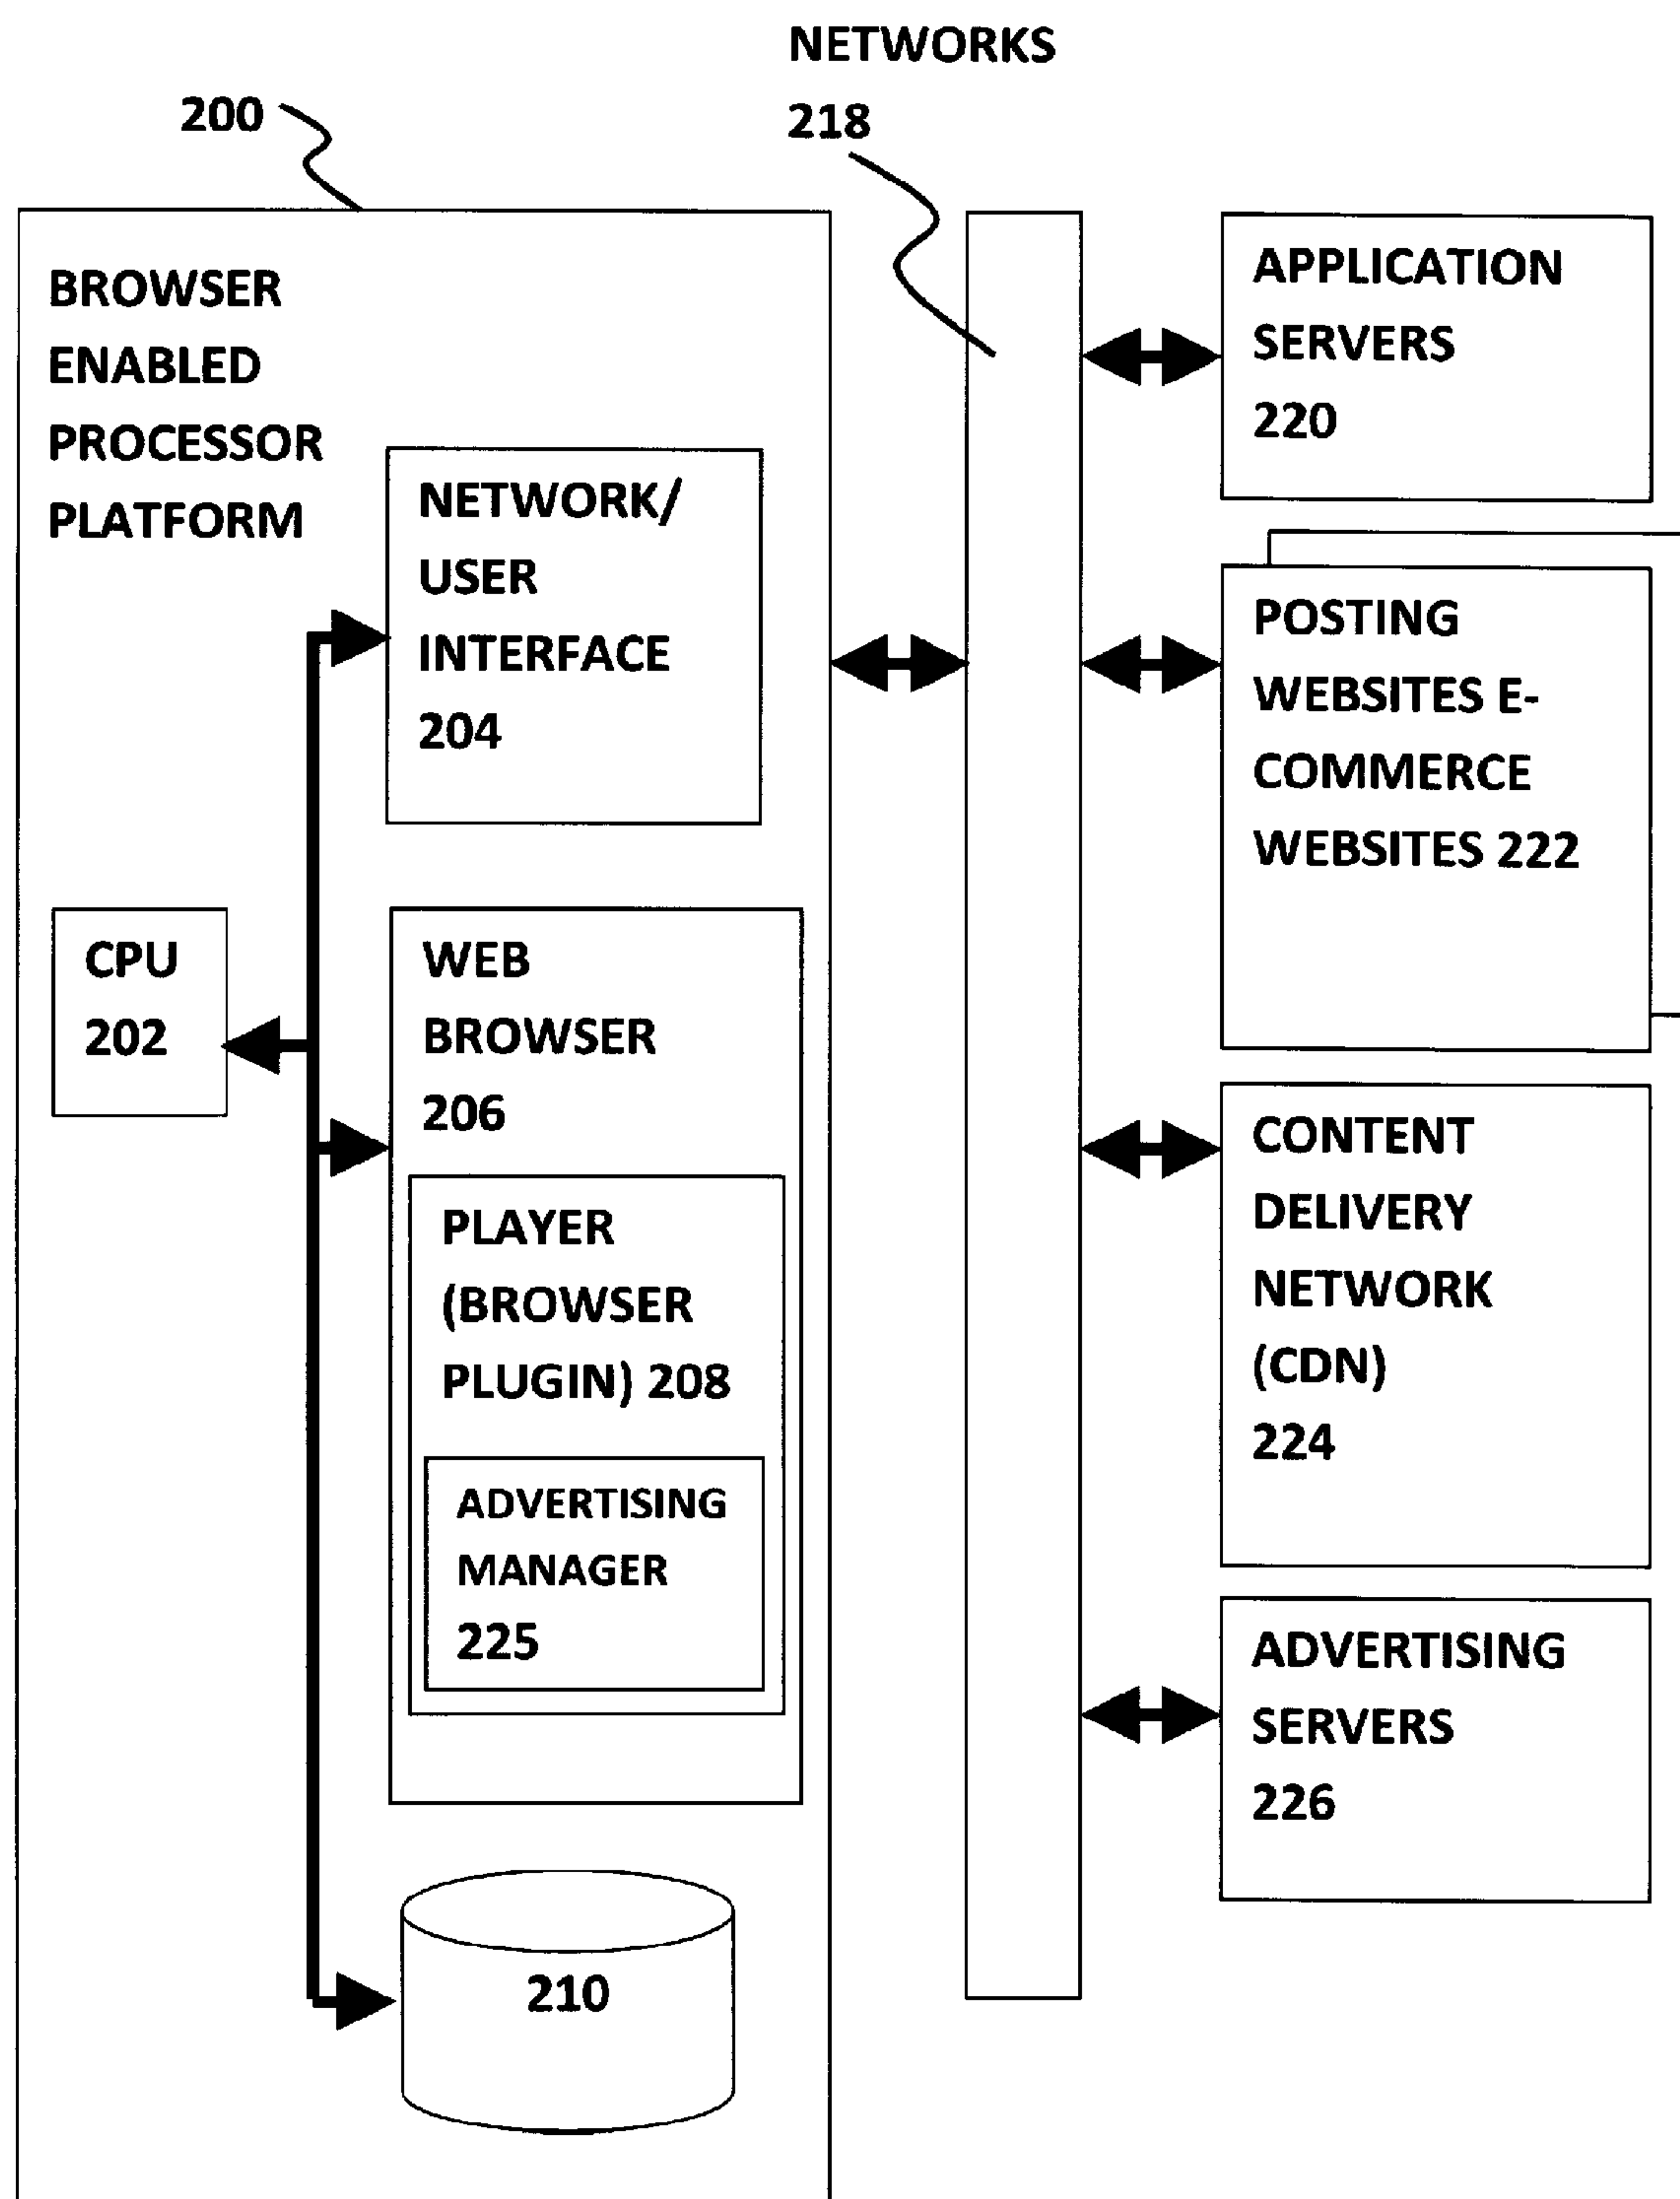 NETWORKS
218
200
BROWSER
ENABLED
PROCESSOR
PLATFORM
NETWORK/
USER
INTERFACE
204
CPU
202
WEB
BROWSER
206
PLAYER
(BROWSER
PLUGIN) 208
ADVERTISING
MANAGER
225
210
APPLICATION
SERVERS
220
POSTING
WEBSITES E-
COMMERCE
WEBSITES 222
CONTENT
DELIVERY
NETWORK
(CDN)
224
ADVERTISING
SERVERS
226